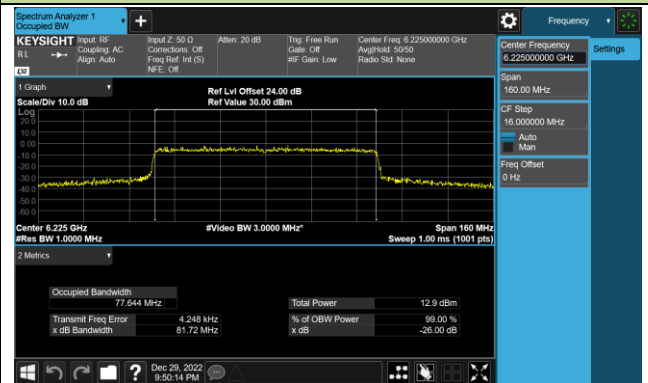 Spectrum Analyzer 1
Occupied BW
+
Frequency
KEYSIGHT
RL
Input: RF
Coupling: AC
Align: Auto
Input Z: 50 Ω
Corrections: Off
Freq Ref: Int (S)
NFE: Off
Atten: 20 dB
Trig: Free Run
Gate: Off
#IF Gain: Low
Center Freq: 6.225000000 GHz
Avg|Hold: 50/50
Radio Std: None
LXI
Center Frequency
6.225000000 GHz
Settings
Span
160.00 MHz
CF Step
16.000000 MHz
Auto
Man
Freq Offset
0 Hz
1 Graph
Scale/Div 10.0 dB
Ref Lvl Offset 24.00 dB
Ref Value 30.00 dBm
Log
20.0
10.0
0.00
-10.0
-20.0
-30.0
-40.0
-50.0
-60.0
Center 6.225 GHz
#Video BW 3.0000 MHz*
Span 160 MHz
#Res BW 1.0000 MHz
Sweep 1.00 ms (1001 pts)
2 Metrics
Occupied Bandwidth
77.644 MHz
Total Power 12.9 dBm
Transmit Freq Error 4.248 kHz
% of OBW Power 99.00 %
x dB Bandwidth 81.72 MHz
x dB -26.00 dB
?
Dec 29, 2022
9:50:14 PM